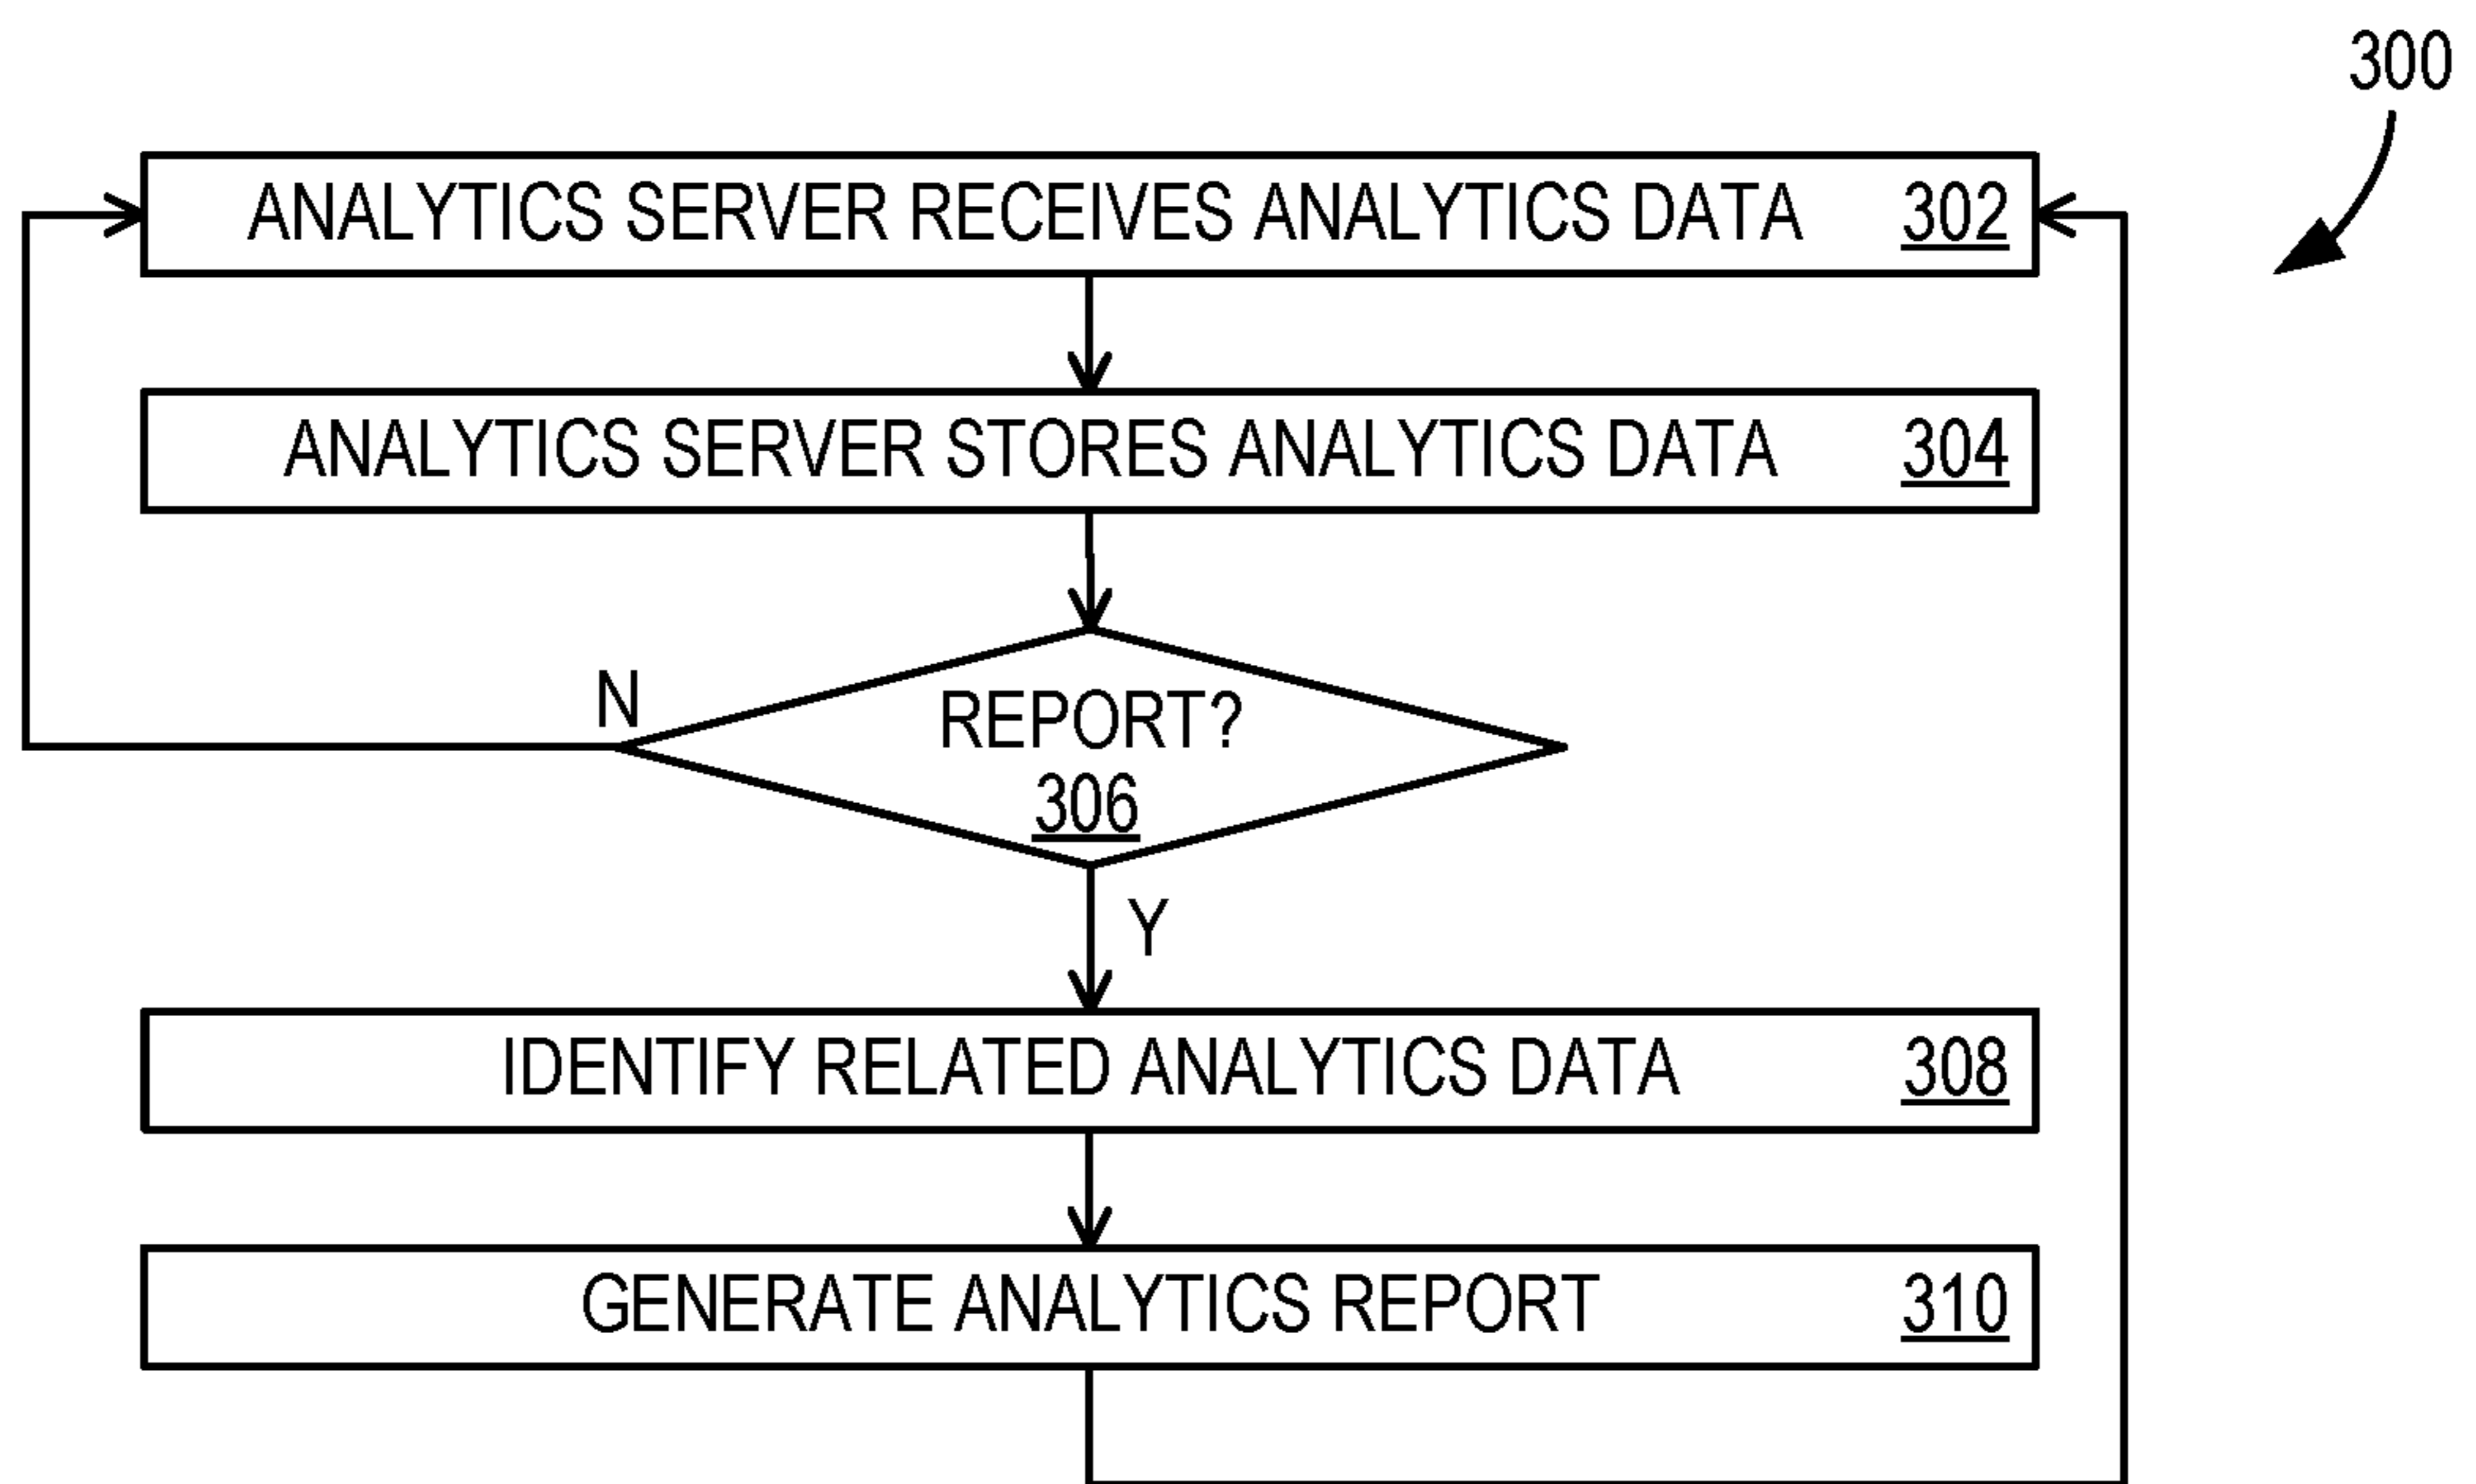 300
ANALYTICS SERVER RECEIVES ANALYTICS DATA 302
ANALYTICS SERVER STORES ANALYTICS DATA 304
N
REPORT?
306
Y
IDENTIFY RELATED ANALYTICS DATA 308
GENERATE ANALYTICS REPORT 310